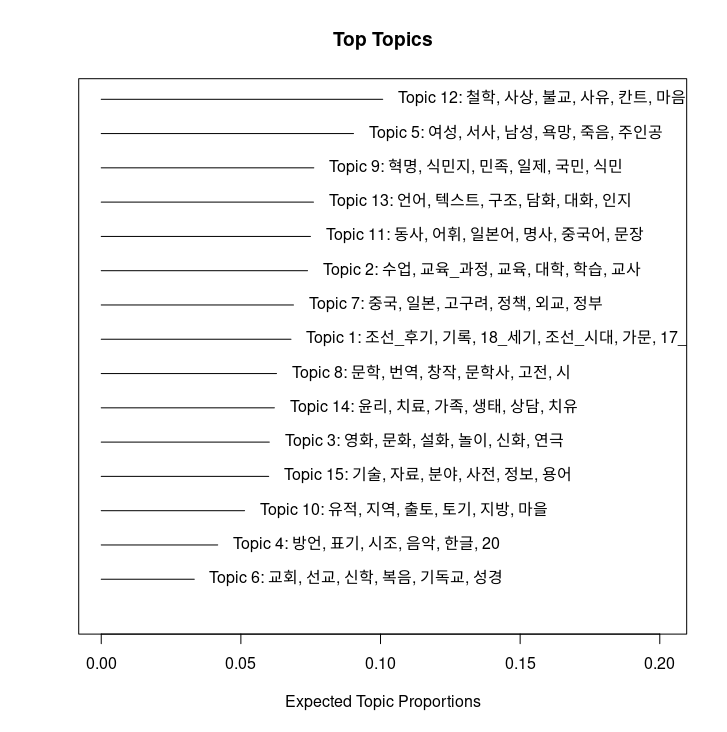 Top Topics
Topic 12: 철학, 사상, 불교, 사유, 칸트, 마음
Topic 5: 여성, 서사, 남성, 욕망, 죽음, 주인공
Topic 9: 혁명, 식민지, 민족, 일제, 국민, 식민
Topic 13: 언어, 텍스트, 구조, 담화, 대화, 인지
Topic 11: 동사, 어휘, 일본어, 명사, 중국어, 문장
Topic 2: 수업, 교육_과정, 교육, 대학, 학습, 교사
Topic 7: 중국, 일본, 고구려, 정책, 외교, 정부
Topic 1: 조선_후기, 기록, 18_세기, 조선_시대, 가문, 17_
Topic 8: 문학, 번역, 창작, 문학사, 고전, 시
Topic 14: 윤리, 치료, 가족, 생태, 상담, 치유
Topic 3: 영화, 문화, 설화, 놀이, 신화, 연극
Topic 15: 기술, 자료, 분야, 사전, 정보, 용어
Topic 10: 유적, 지역, 출토, 토기, 지방, 마을
Topic 4: 방언, 표기, 시조, 음악, 한글, 20
Topic 6: 교회, 선교, 신학, 복음, 기독교, 성경
0.00 0.05 0.10 0.15 0.20
Expected Topic Proportions